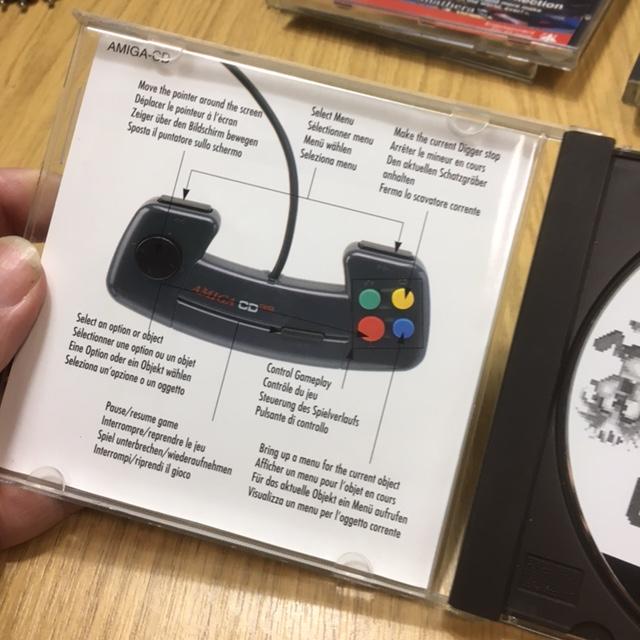 AMIGA-CD
Move the pointer around the screen
Déplacer le pointeur à l'écran
Zeiger über den Bildschirm bewegen
Sposta il puntatore sullo schermo
Select Menu
Sélectionner menu
Menü wählen
Seleziona menu
Make the current Digger stop
Arrêter le mineur en cours
Den aktuellen Schatzgräber
anhalten
Ferma lo scavatore corrente
AMIGA CD
Select an option or object
Sélectionner une option ou un objet
Eine Option oder ein Objekt wählen
Seleziona un'opzione o un oggetto
Control Gameplay
Contrôle du jeu
Steuerung des Spielverlaufs
Pulsante di controllo
Pause/resume game
Interrompre/reprendre le jeu
Spiel unterbrechen/wiederaufnehmen
Interrompi/riprendi il gioco
Bring up a menu for the current object
Afficher un menu pour l'objet en cours
Für das aktuelle Objekt ein Menü aufrufen
Visualizza un menu per l'oggetto corrente